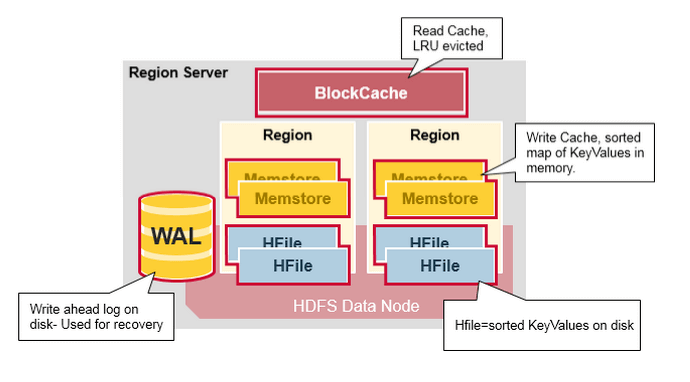 Read Cache,
LRU evicted
Region Server
BlockCache
Region
Region
Write Cache, sorted
map of KeyValues in
memory.
Memstore
Memstore
Memstore
Memstore
WAL
HFile
HFile
HFile
HFile
Write ahead log on
disk- Used for recovery
HDFS Data Node
Hfile=sorted KeyValues on disk